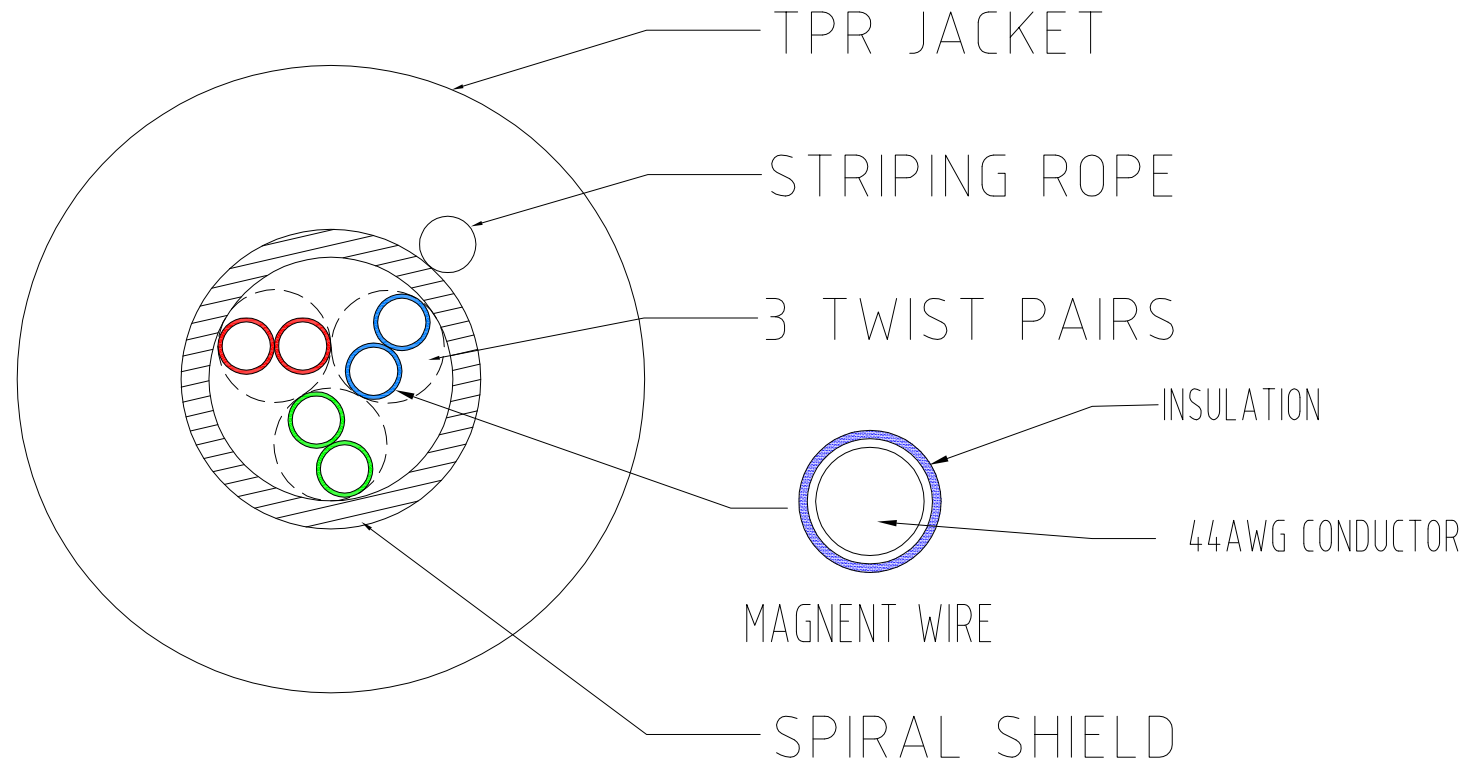 TPR JACKET
STRIPING ROPE
3 TWIST PAIRS
INSULATION
44AWG CONDUCTOR
MAGNENT WIRE
SPIRAL SHIELD